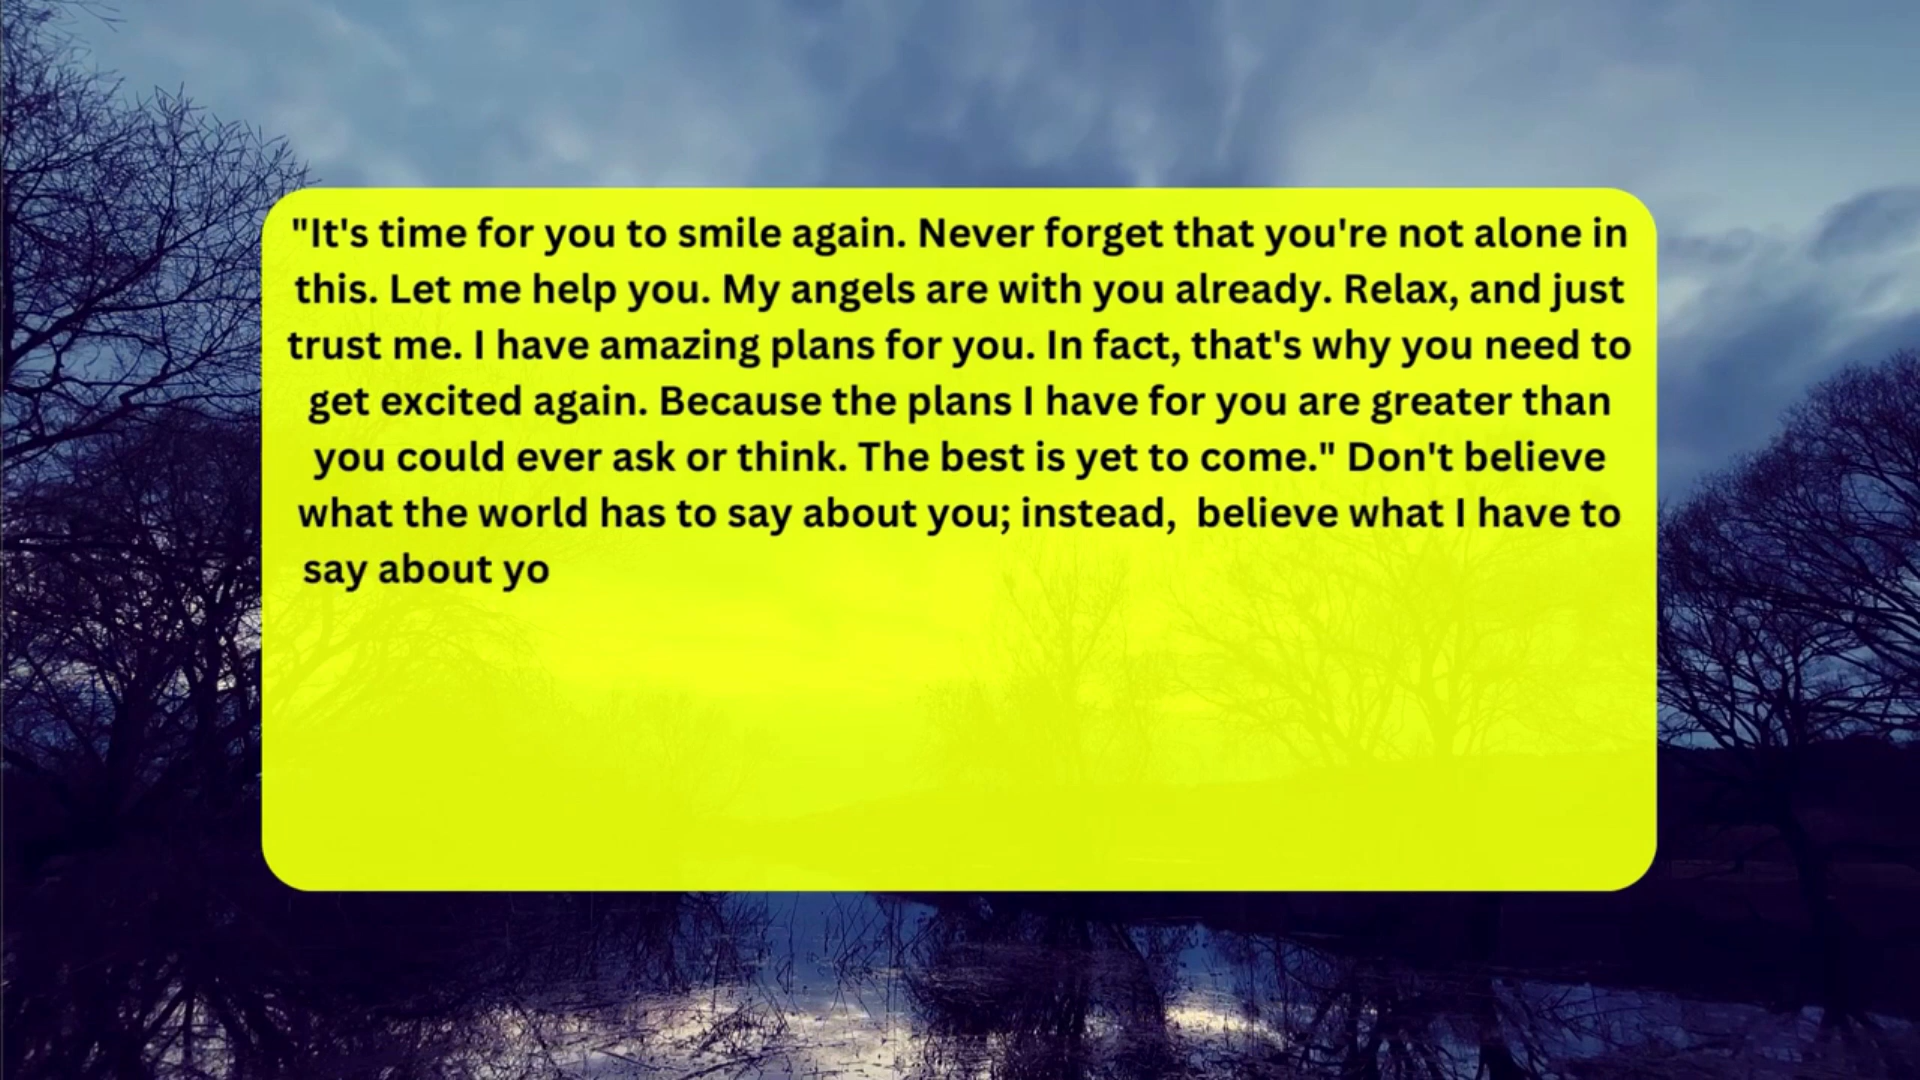 "It's time for you to smile again. Never forget that you're not alone in
this. Let me help you. My angels are with you already. Relax, and just
trust me. I have amazing plans for you. In fact, that's why you need to
get excited again. Because the plans I have for you are greater than
you could ever ask or think. The best is yet to come." Don't believe
what the world has to say about you; instead,  believe what I have to
say about yo